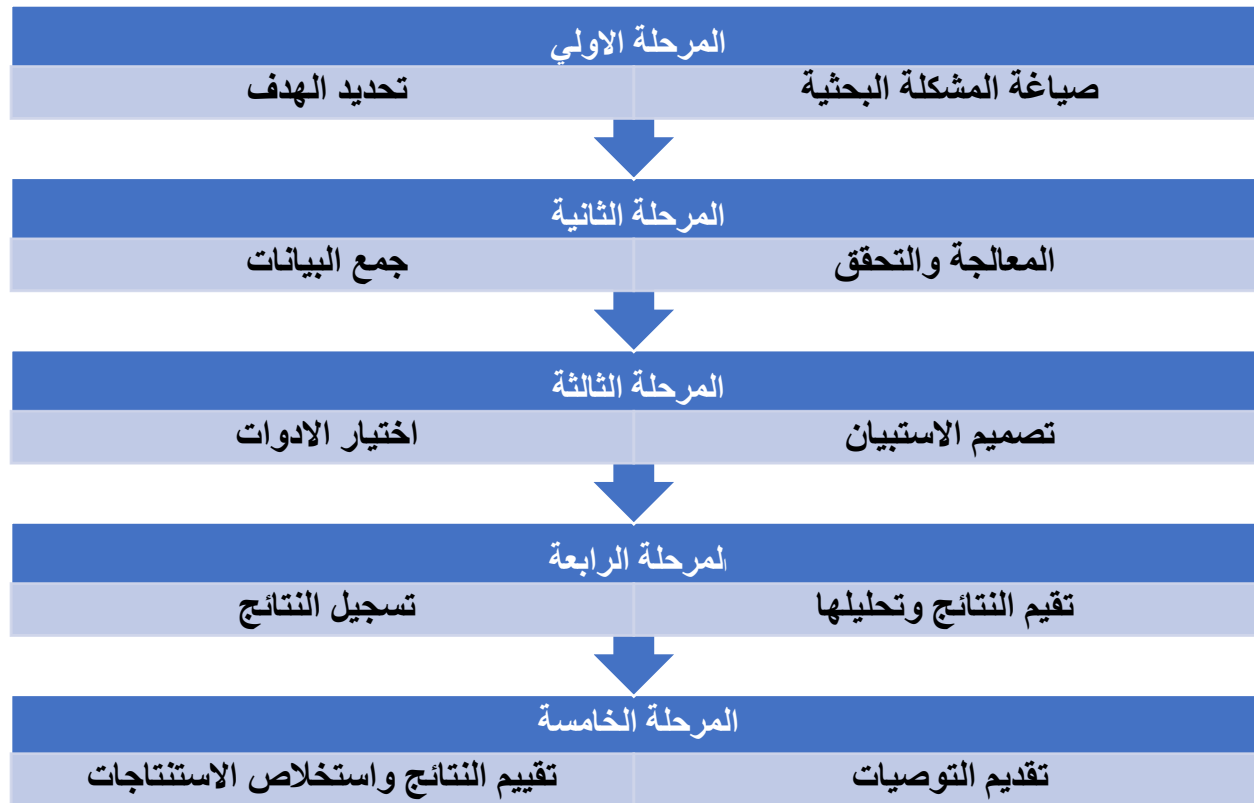 المرحلة الاولي
صياغة المشكلة البحثية
تحديد الهدف
المرحلة الثانية
المعالجة والتحقق
جمع البيانات
المرحلة الثالثة
تصميم الاستبيان
اختيار الادوات
لمرحلة الرابعة
تقيم النتائج وتحليلها
تسجيل النتائج
المرحلة الخامسة
تقديم التوصيات
تقييم النتائج واستخلاص الاستنتاجات